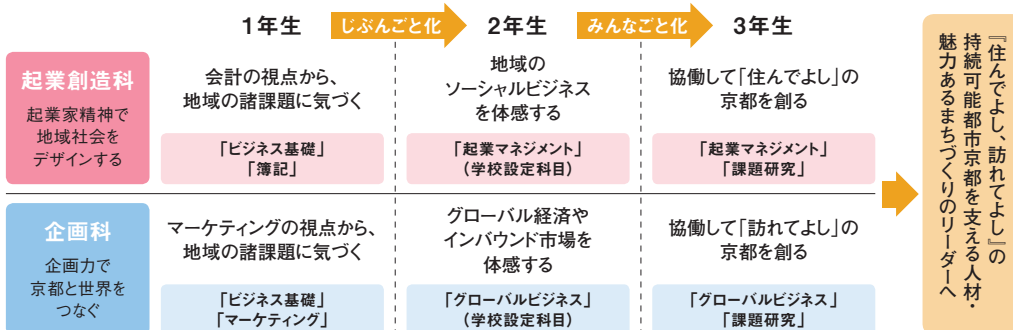 1年生
じぶんごと化
2年生
みんなごと化
3年生
起業創造科
起業家精神で
地域社会を
デザインする
会計の視点から、
地域の諸課題に気づく
「ビジネス基礎」
「簿記」
地域の
ソーシャルビジネス
を体感する
「起業マネジメント」
(学校設定科目)
協働して「住んでよし」の
京都を創る
「起業マネジメント」
「課題研究」
企画科
企画力で
京都と世界を
つなぐ
マーケティングの視点から、
地域の諸課題に気づく
「ビジネス基礎」
「マーケティング」
グローバル経済や
インバウンド市場を
体感する
「グローバルビジネス」
(学校設定科目)
協働して「訪れてよし」の
京都を創る
「グローバルビジネス」
「課題研究」
『住んでよし、訪れてよし』の
持続可能都市京都を支える人材・
魅力あるまちづくりのリーダーへ